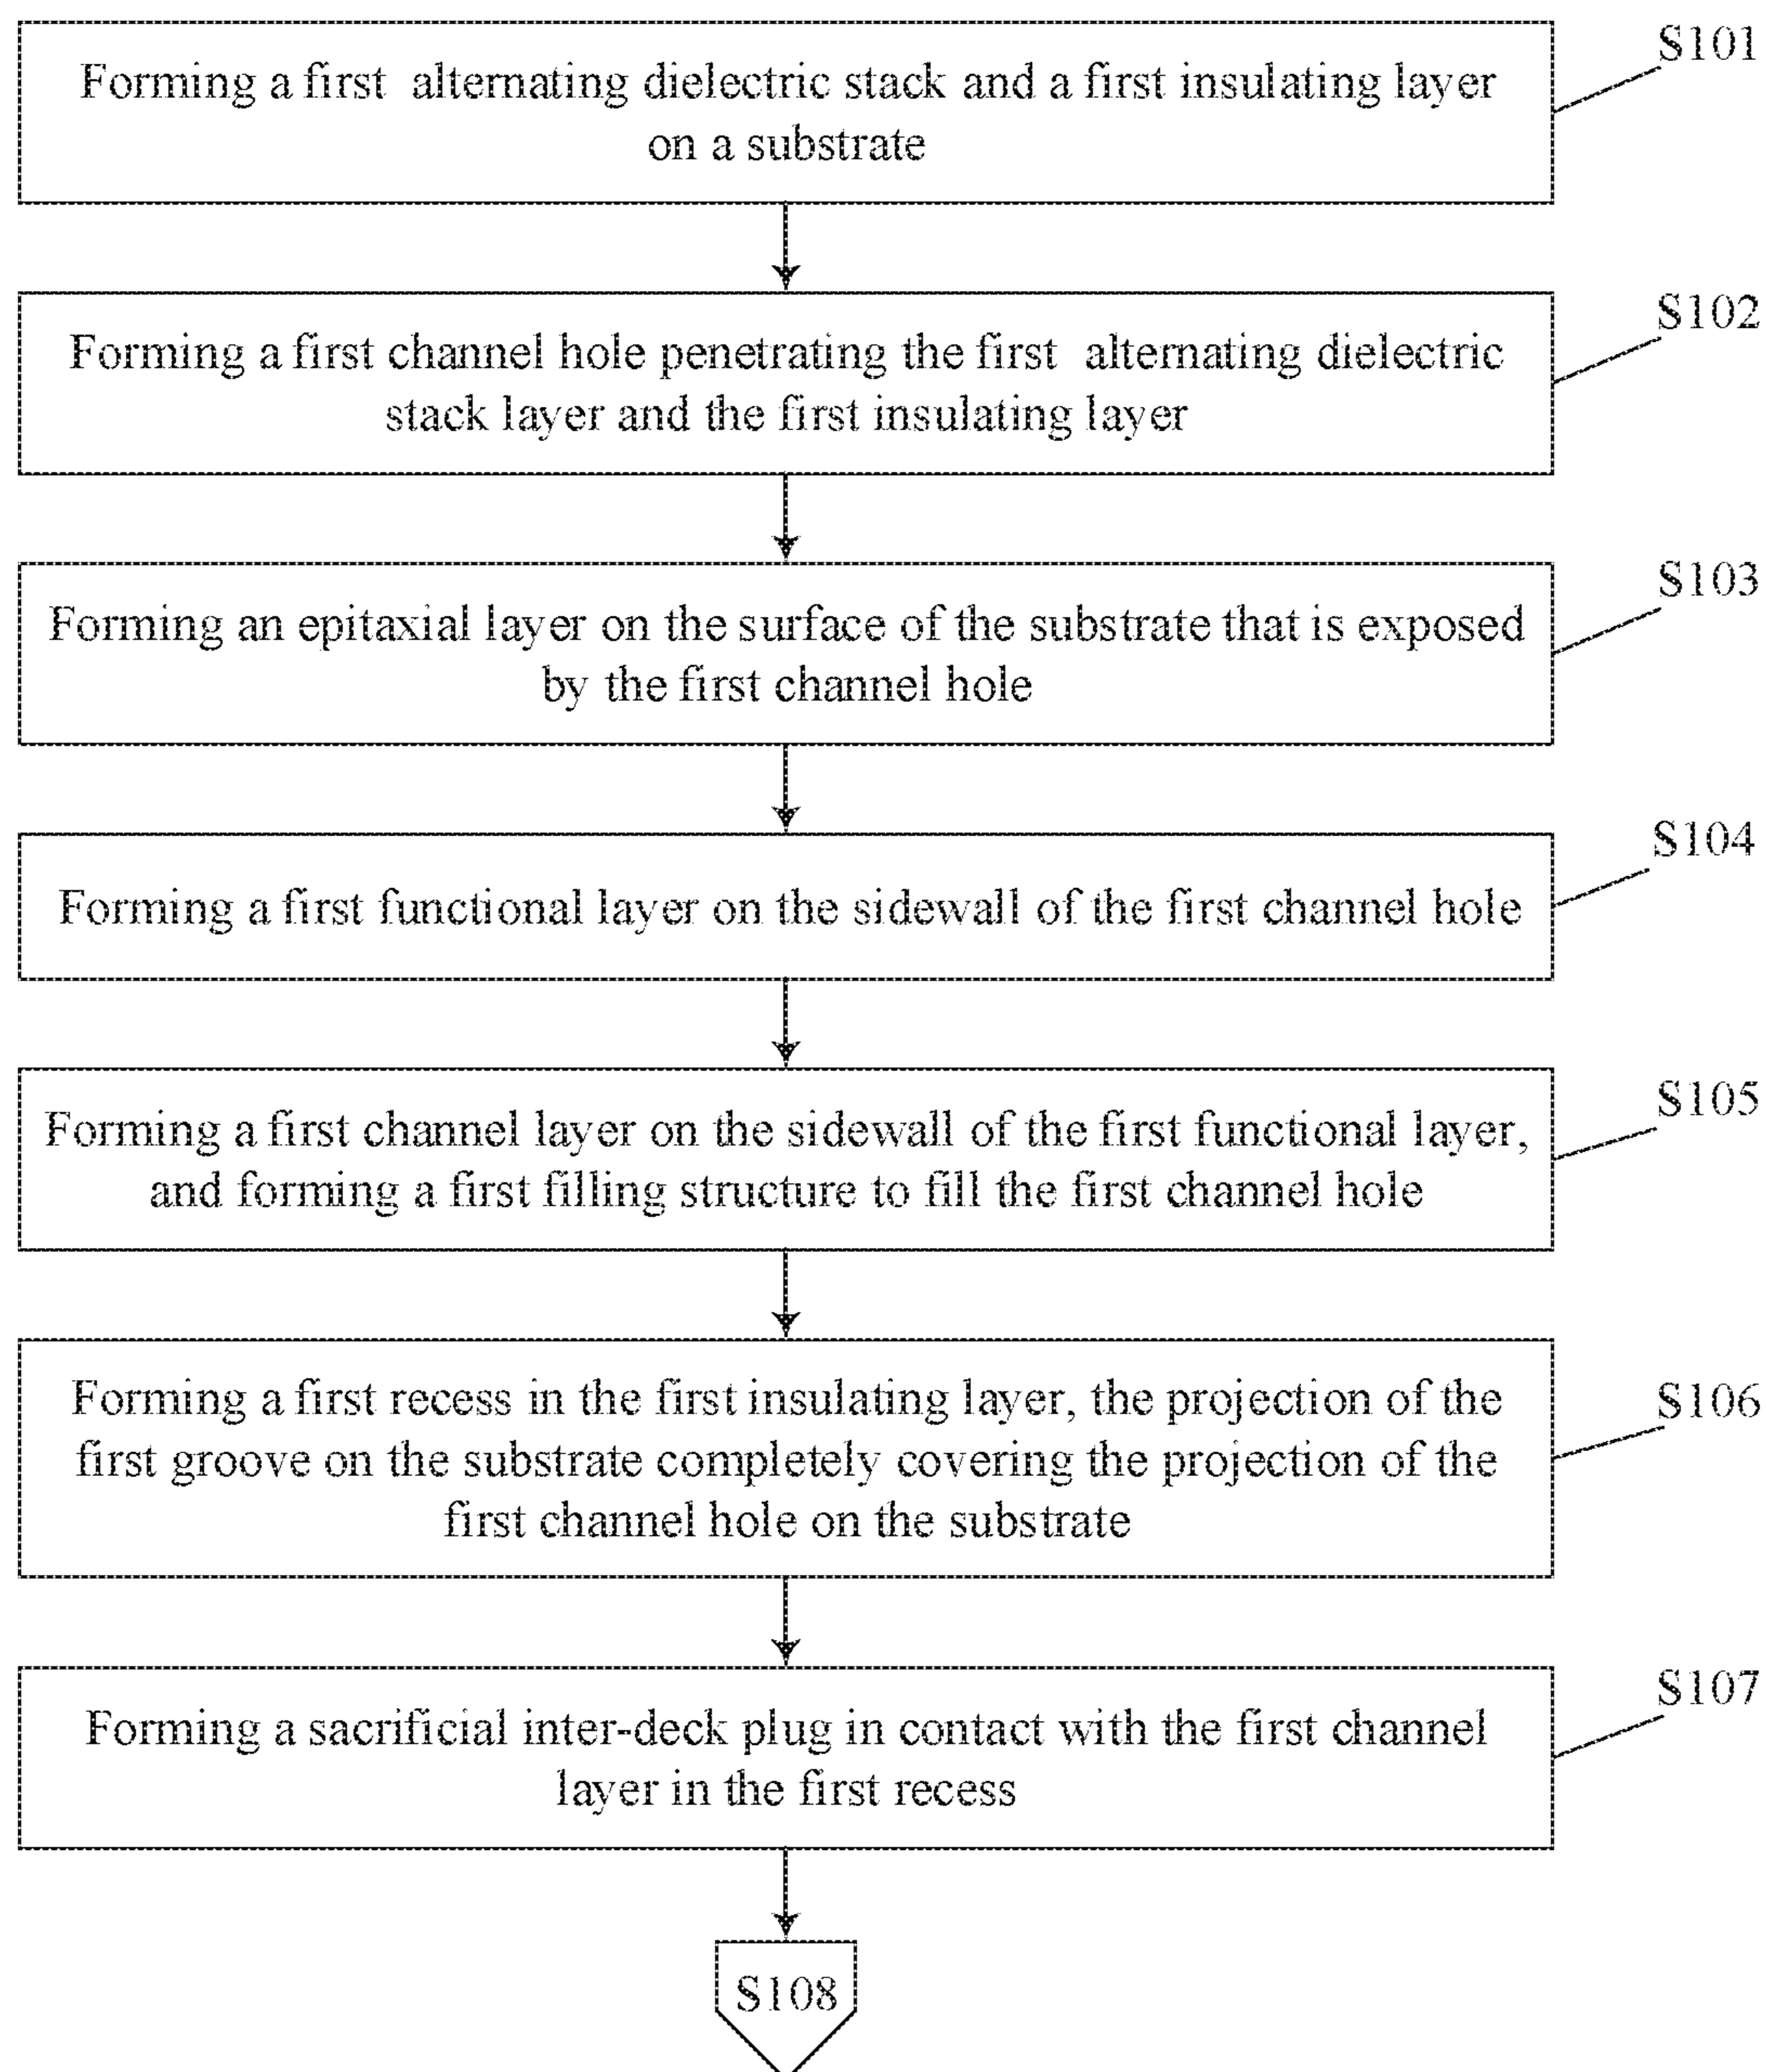 S101
Forming a first alternating dielectric stack and a first insulating layer
on a substrate
S102
Forming a first channel hole penetrating the first alternating dielectric
stack layer and the first insulating layer
S103
Forming an epitaxial layer on the surface of the substrate that is exposed
by the first channel hole
S104
Forming a first functional layer on the sidewall of the first channel hole
S105
Forming a first channel layer on the sidewall of the first functional layer,
and forming a first filling structure to fill the first channel hole
S106
Forming a first recess in the first insulating layer, the projection of the
first groove on the substrate completely covering the projection of the
first channel hole on the substrate
S107
Forming a sacrificial inter-deck plug in contact with the first channel
layer in the first recess
S108